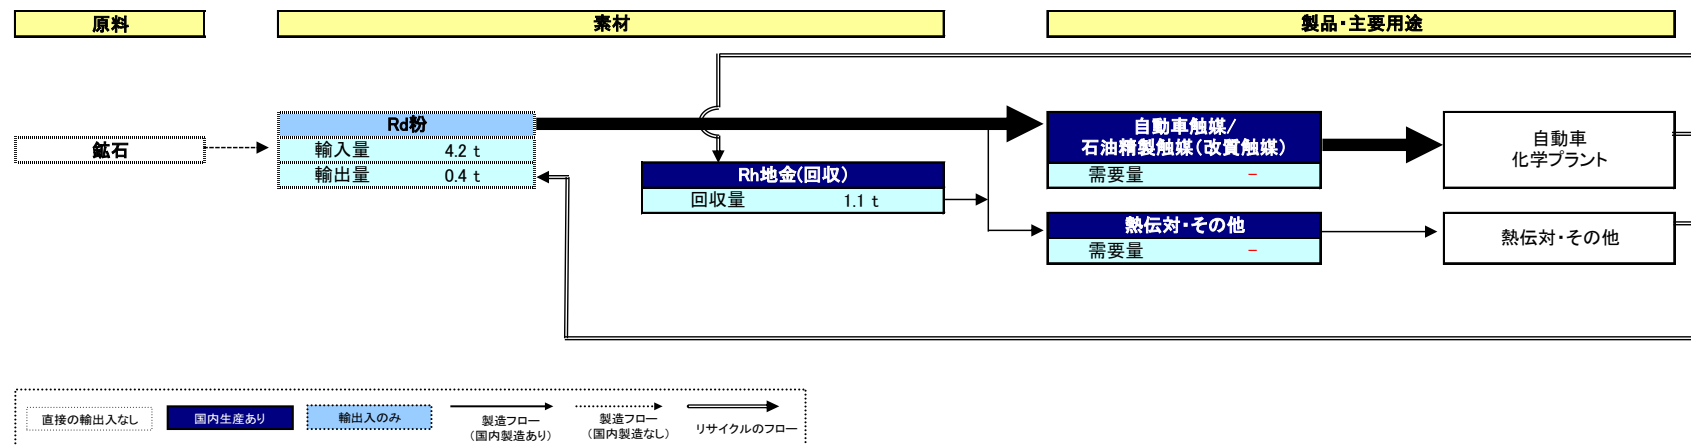 原料
素材
製品・主要用途
鉱石
Rd粉
輸入量 4.2 t
輸出量 0.4 t
Rh地金(回収)
回収量 1.1 t
自動車触媒/
石油精製触媒(改質触媒)
需要量 -
熱伝対・その他
需要量 -
自動車
化学プラント
熱伝対・その他
直接の輸出入なし
国内生産あり
輸出入のみ
製造フロー
(国内製造あり)
製造フロー
(国内製造なし)
リサイクルのフロー